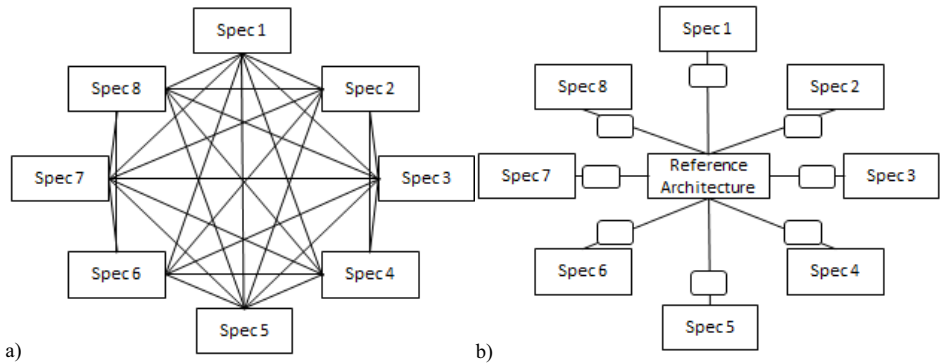 Spec 1
Spec 8
Spec 2
Spec 7
Spec 3
Spec 6
Spec 4
Spec 5
a)
Spec 1
Spec 8
Spec 2
Spec 7
Reference
Architecture
Spec 3
Spec 6
Spec 4
Spec 5
b)